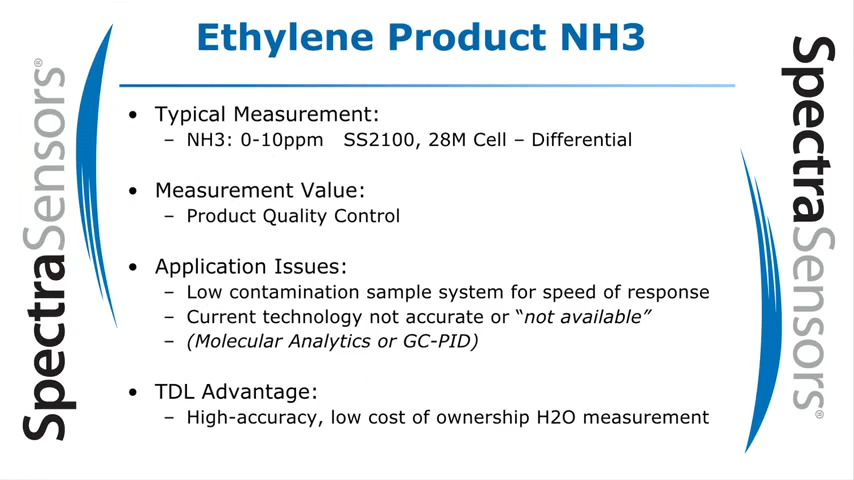 Ethylene Product NH3
SpectraSensors®
SpectraSensors®
• Typical Measurement:
– NH3: 0-10ppm SS2100, 28M Cell – Differential
• Measurement Value:
– Product Quality Control
• Application Issues:
– Low contamination sample system for speed of response
– Current technology not accurate or “not available”
– (Molecular Analytics or GC-PID)
• TDL Advantage:
– High-accuracy, low cost of ownership H2O measurement